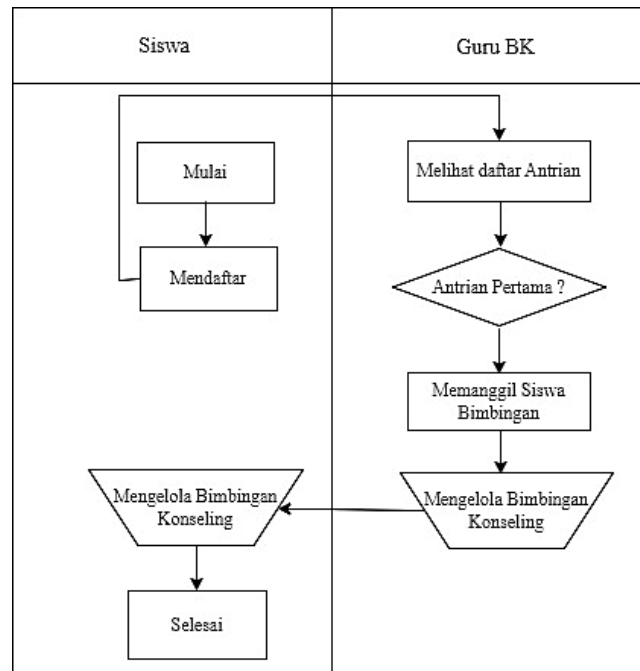 Siswa
Guru BK
Mulai
Mendaftar
Melihat daftar Antrian
Antrian Pertama ?
Memanggil Siswa
Bimbingan
Mengelola Bimbingan
Konseling
Mengelola Bimbingan
Konseling
Selesai